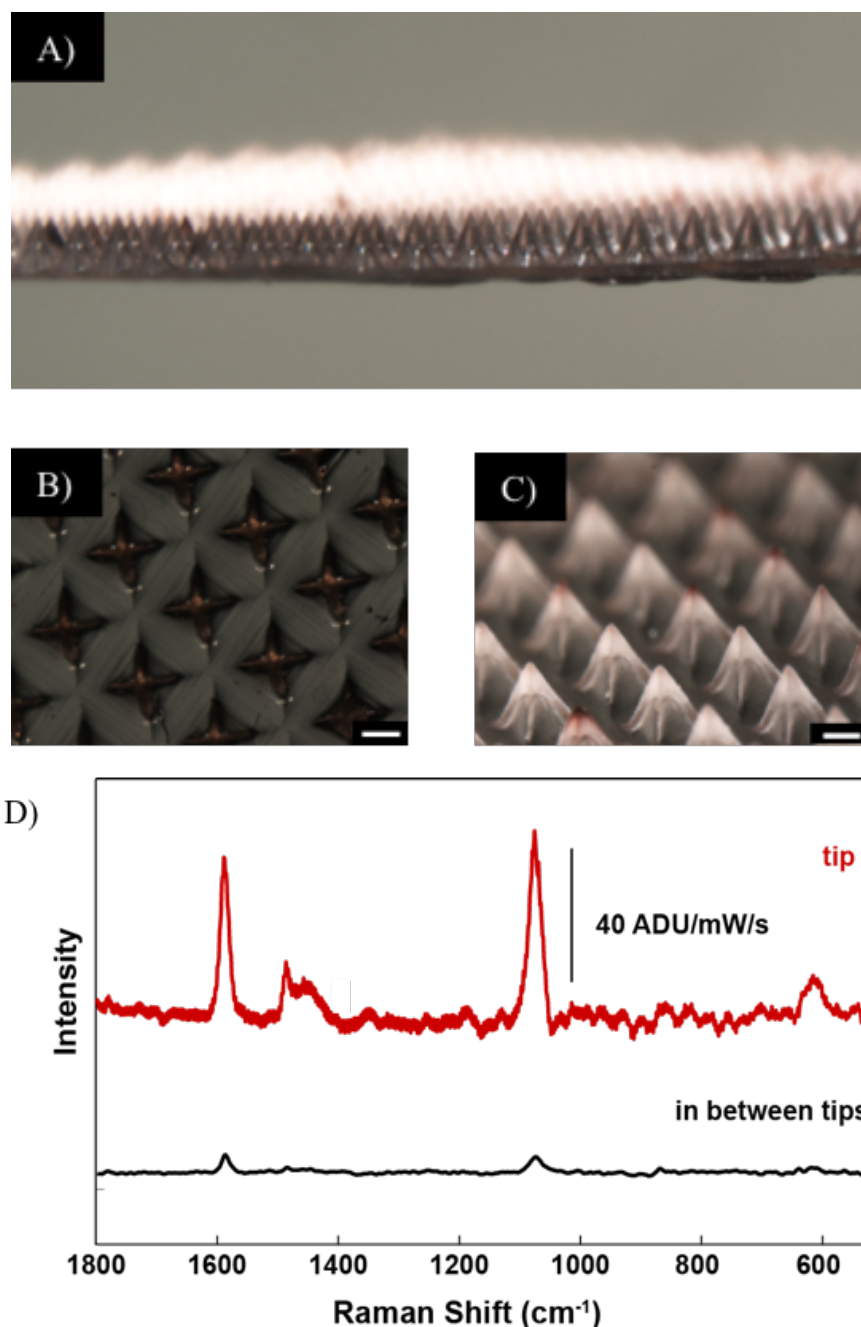 A)
B)
C)
D)
tip
40 ADU/mW/s
in between tips
Intensity
1800 1600 1400 1200 1000 800 600
Raman Shift (cm⁻¹)